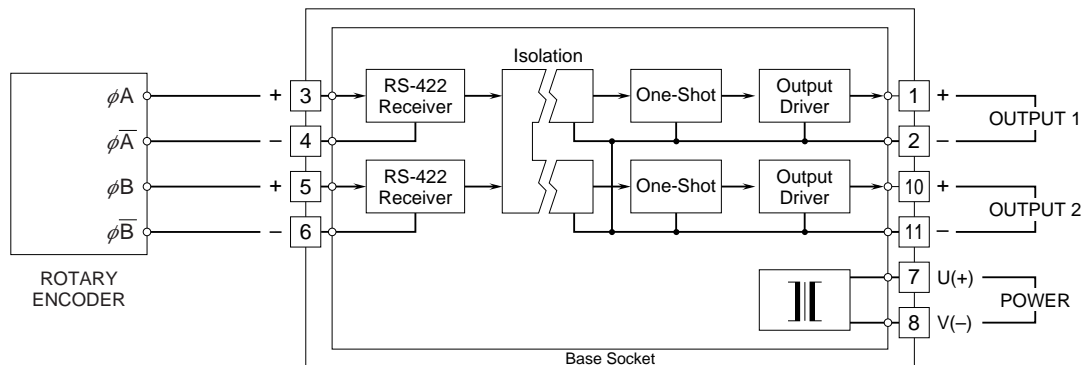 Isolation
ϕA + 3 RS-422 Receiver One-Shot Output Driver 1 +
OUTPUT 1
ϕA̅ – 4 2 –
ϕB + 5 RS-422 Receiver One-Shot Output Driver 10 +
OUTPUT 2
ϕB̅ – 6 11 –
ROTARY
ENCODER
7 U(+)
POWER
8 V(–)
Base Socket